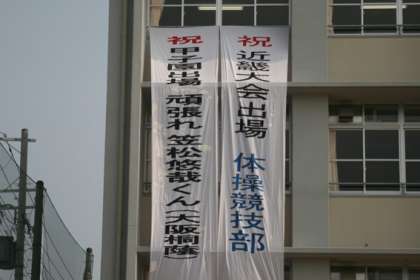 祝 近畿大会出場 体操競技部
祝 甲子園出場 頑張れ 笠松悠哉くん（大阪桐蔭